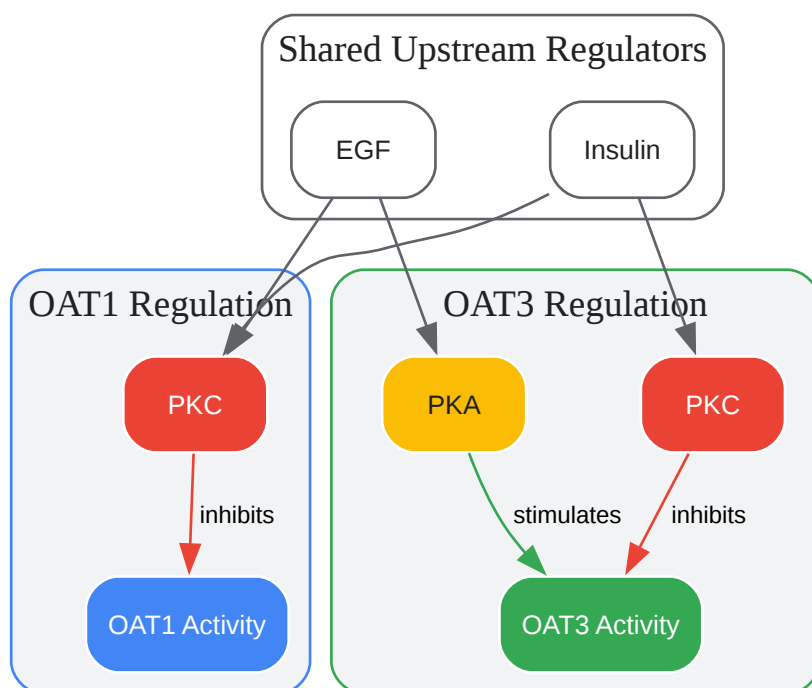 Shared Upstream Regulators
EGF
Insulin
OAT1 Regulation
OAT3 Regulation
PKC
PKA
PKC
inhibits
stimulates
inhibits
OAT1 Activity
OAT3 Activity